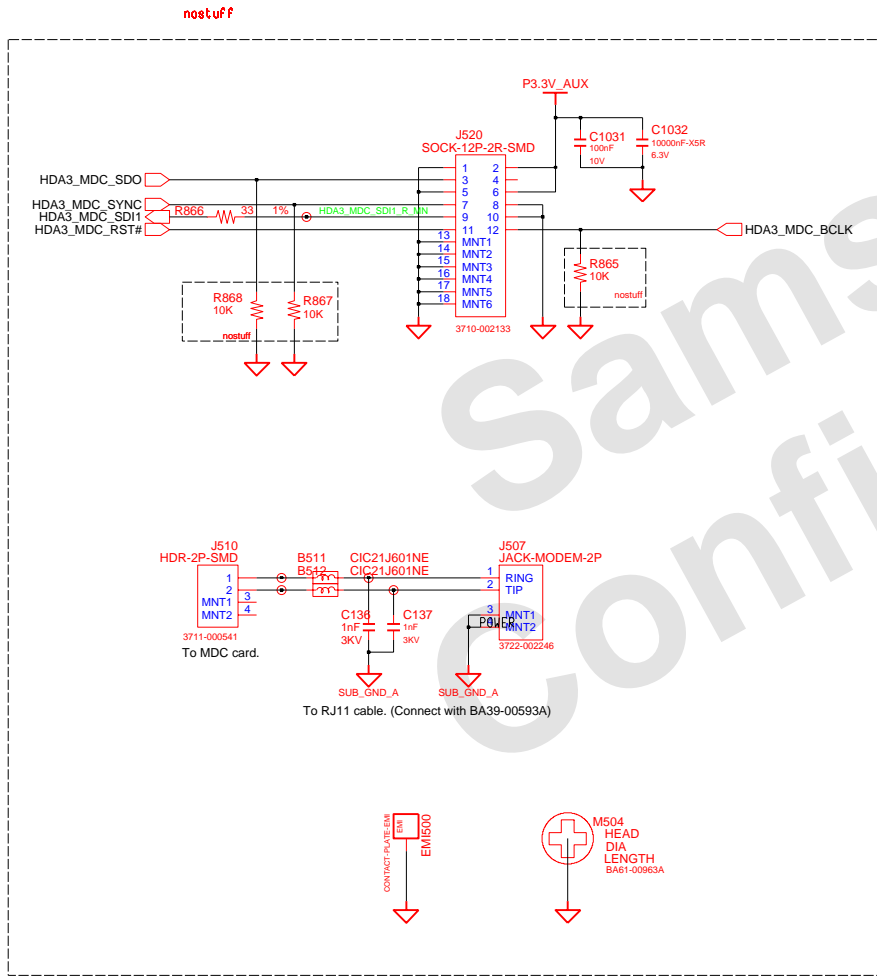 nostuff
P3.3V_AUX
J520
SOCK-12P-2R-SMD
C1031
100nF
10V
C1032
10000nF-X5R
6.3V
HDA3_MDC_SDO
HDA3_MDC_SYNC
HDA3_MDC_SDI1
HDA3_MDC_RST#
R866
33
1%
HDA3_MDC_SDI1_R_MN
1
2
3
4
5
6
7
8
9
10
11
12
13
MNT1
14
MNT2
15
MNT3
16
MNT4
17
MNT5
18
MNT6
3710-002133
HDA3_MDC_BCLK
R865
10K
nostuff
R868
10K
R867
10K
nostuff
Sams
Confi
J510
HDR-2P-SMD
1
2
MNT1
3
MNT2
4
3711-000541
To MDC card.
B511
CIC21J601NE
B512
CIC21J601NE
C136
1nF
3KV
C137
1nF
3KV
SUB_GND_A
J507
JACK-MODEM-2P
1
RING
2
TIP
3
MNT1
4
MNT2
POWER
3722-002246
SUB_GND_A
To RJ11 cable. (Connect with BA39-00593A)
CONTACT-PLATE-EMI
EMI
EMI500
M504
HEAD
DIA
LENGTH
BA61-00963A